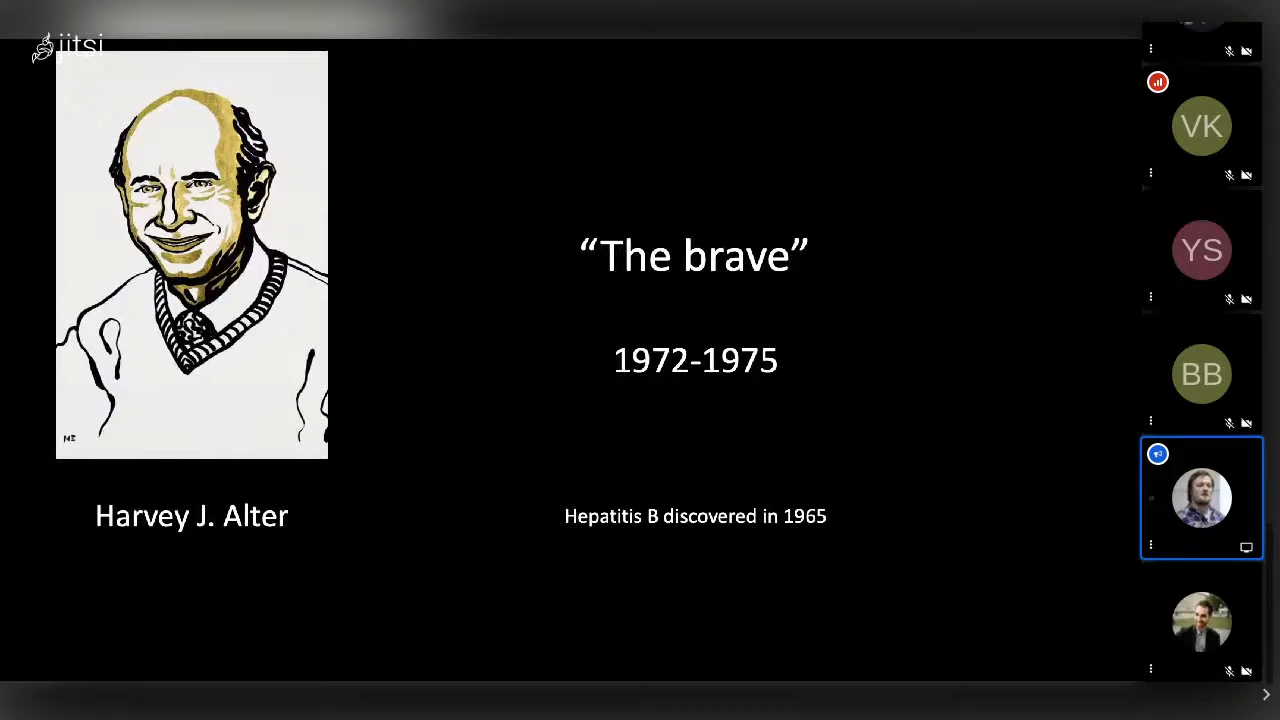 jitsi
“The brave”
1972-1975
Harvey J. Alter
Hepatitis B discovered in 1965
VK
YS
BB